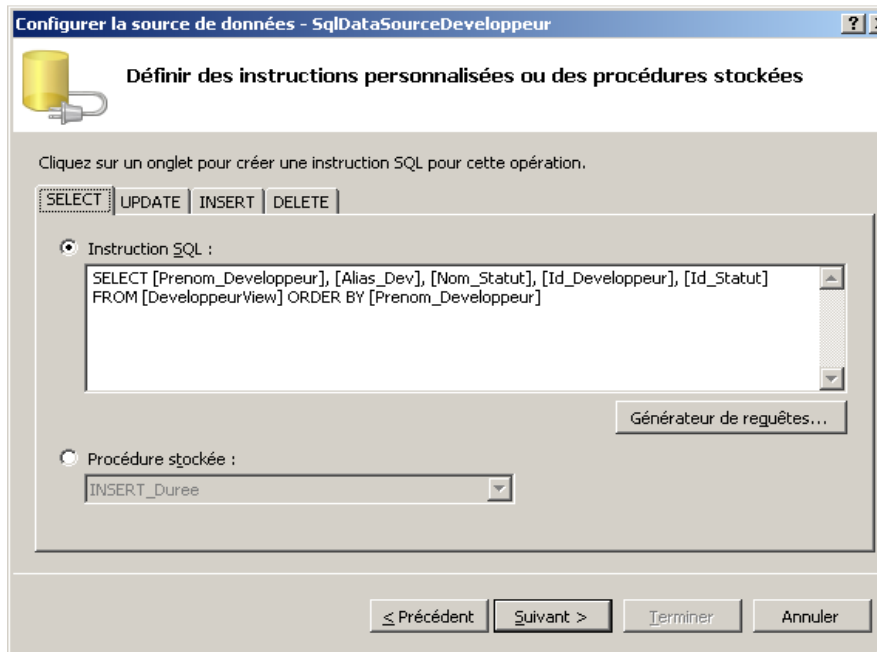 Configurer la source de données - SqlDataSourceDeveloppeur
Définir des instructions personnalisées ou des procédures stockées
Cliquez sur un onglet pour créer une instruction SQL pour cette opération.
SELECT UPDATE INSERT DELETE
Instruction SQL :
SELECT [Prenom_Developpeur], [Alias_Dev], [Nom_Statut], [Id_Developpeur], [Id_Statut]
FROM [DeveloppeurView] ORDER BY [Prenom_Developpeur]
Générateur de requêtes...
Procédure stockée :
INSERT_Duree
< Précédent Suivant > Terminer Annuler